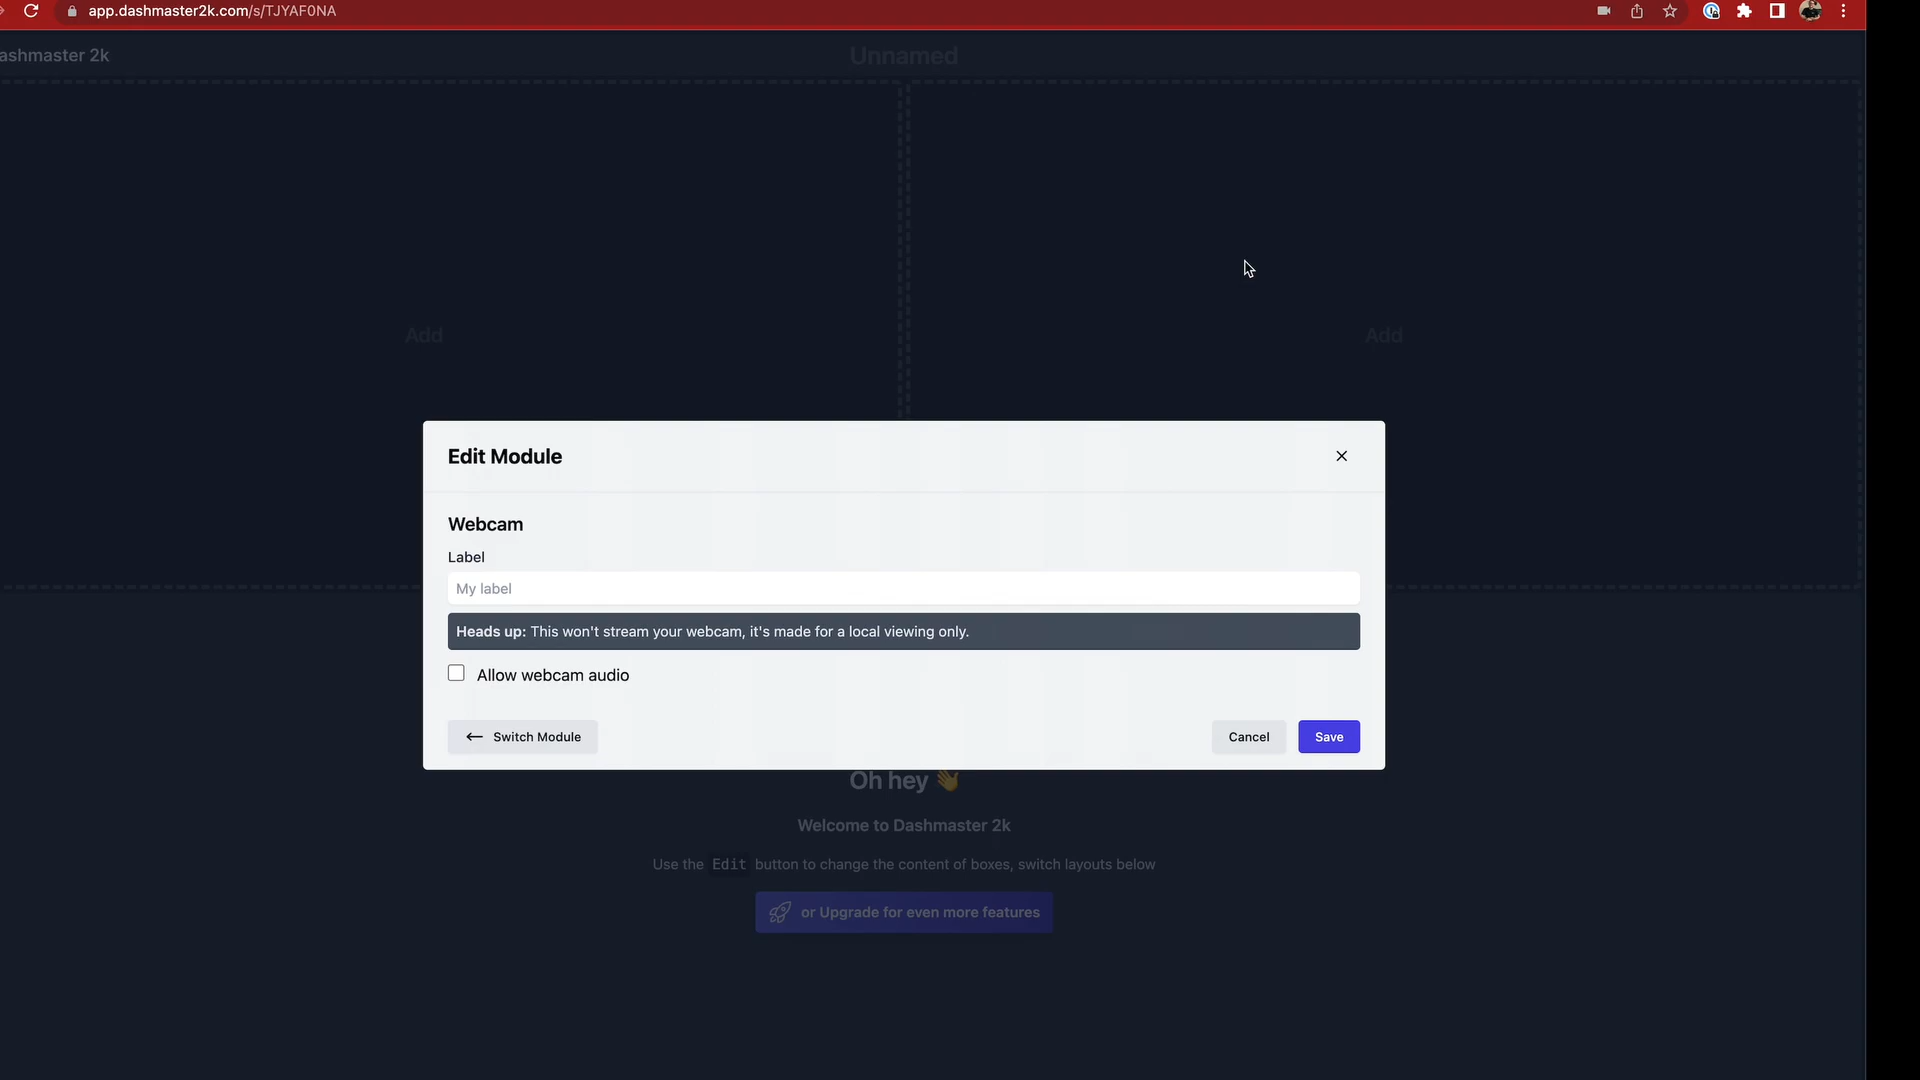 app.dashmaster2k.com/s/TJYAF0NA
ashmaster 2k
Unnamed
Add
Add
Edit Module
Webcam
Label
My label
Heads up: This won't stream your webcam, it's made for a local viewing only.
Allow webcam audio
← Switch Module
Cancel
Save
Oh hey 👋
Welcome to Dashmaster 2k
Use the Edit button to change the content of boxes, switch layouts below
or Upgrade for even more features